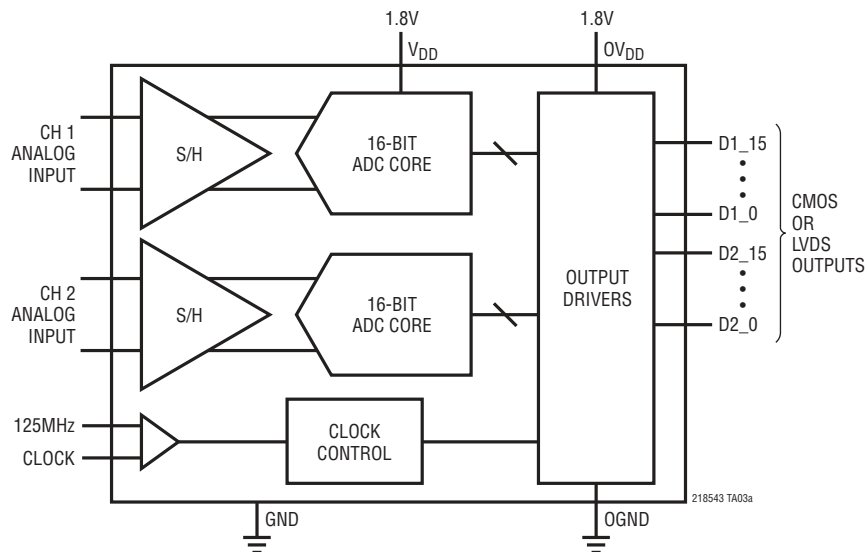 1.8V
1.8V
VDD
OVDD
CH 1
ANALOG
INPUT
S/H
16-BIT
ADC CORE
D1_15
D1_0
CH 2
ANALOG
INPUT
S/H
16-BIT
ADC CORE
OUTPUT
DRIVERS
D2_15
D2_0
CMOS
OR
LVDS
OUTPUTS
125MHz
CLOCK
CLOCK
CONTROL
218543 TA03a
GND
OGND